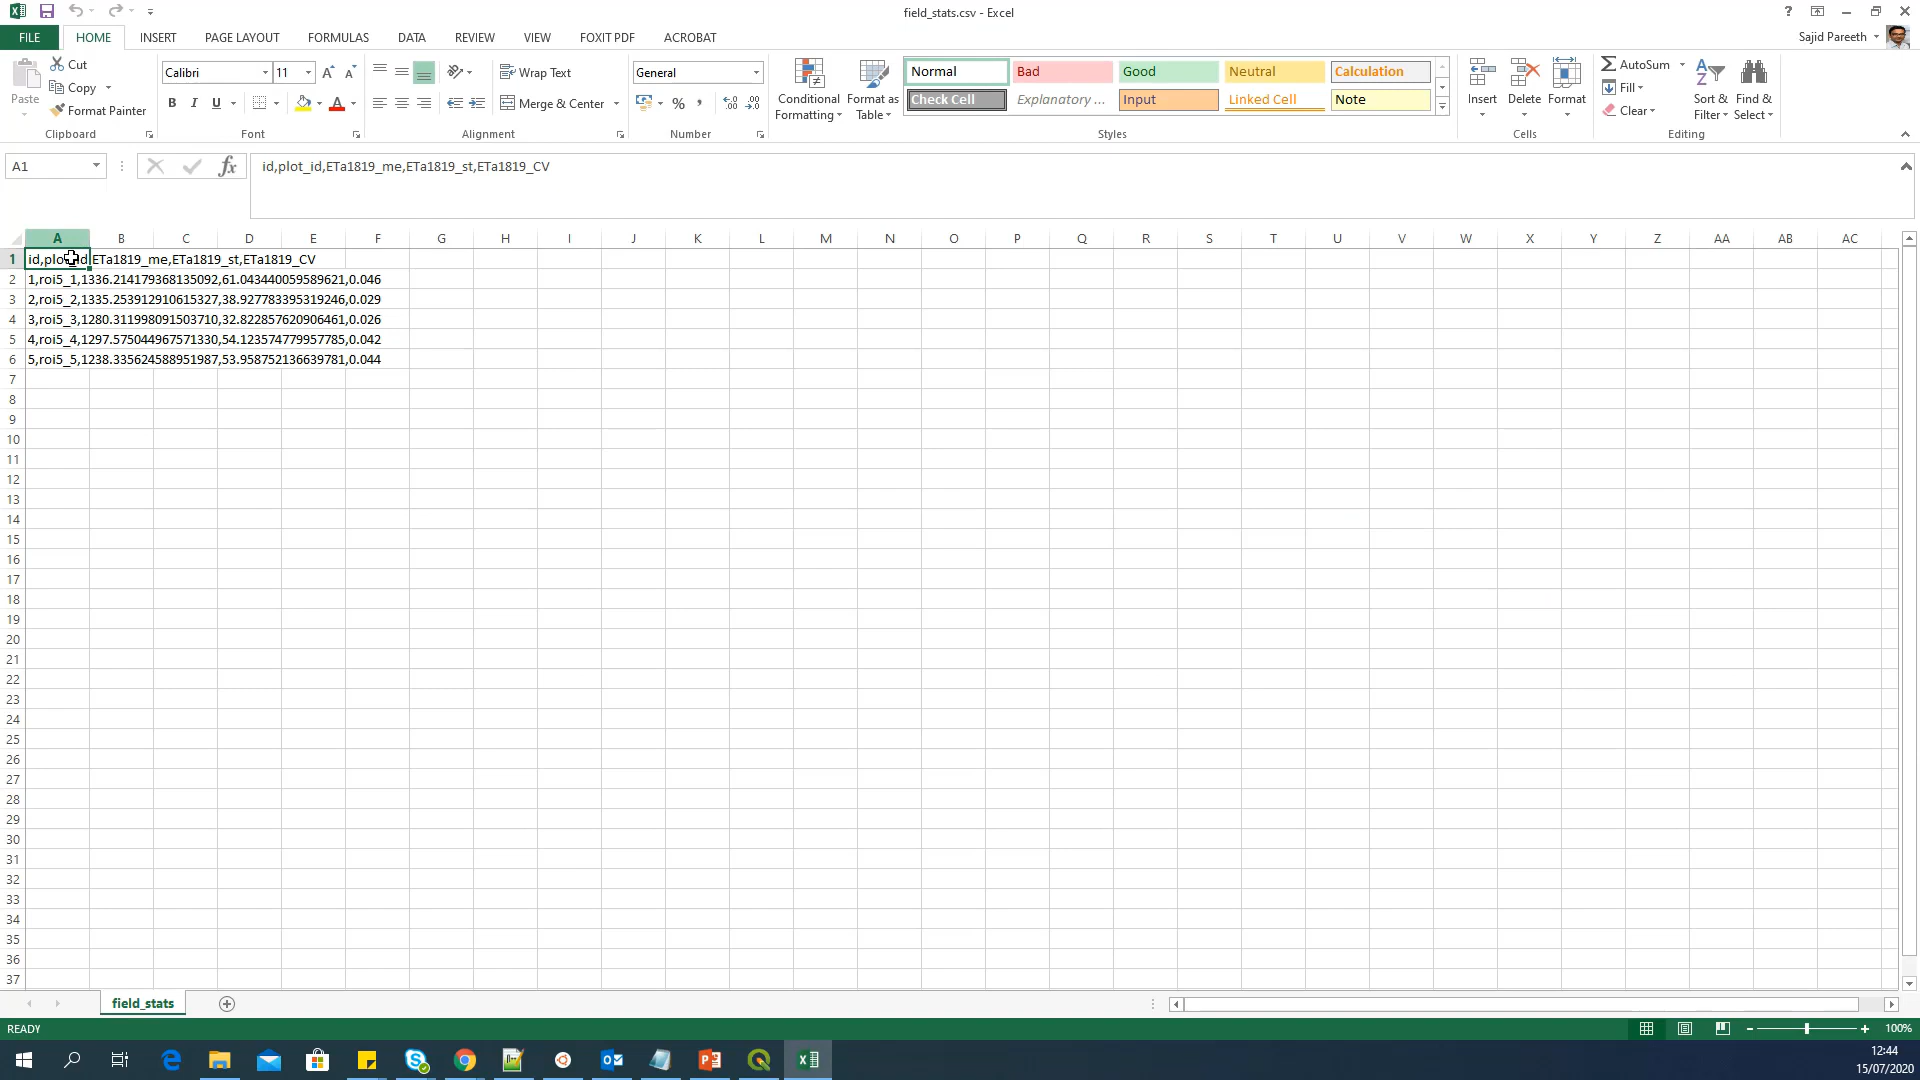 field_stats.csv - Excel
FILE HOME INSERT PAGE LAYOUT FORMULAS DATA REVIEW VIEW FOXIT PDF ACROBAT Sajid Pareeth
Paste Cut Copy Format Painter Clipboard
Calibri 11 B I U Font
Wrap Text Merge & Center Alignment
General % Number
Conditional Formatting Format as Table
Normal Bad Good Neutral Calculation
Check Cell Explanatory ... Input Linked Cell Note
Styles
Insert Delete Format Cells
AutoSum Fill Clear Sort & Filter Find & Select Editing
A1 fx id,plot_id,ETa1819_me,ETa1819_st,ETa1819_CV
A B C D E F G H I J K L M N O P Q R S T U V W X Y Z AA AB AC
1 id,plot_id,ETa1819_me,ETa1819_st,ETa1819_CV
2 1,roi5_1,1336.214179368135092,61.043440059589621,0.046
3 2,roi5_2,1335.253912910615327,38.927783395319246,0.029
4 3,roi5_3,1280.311998091503710,32.822857620906461,0.026
5 4,roi5_4,1297.575044967571330,54.123574779957785,0.042
6 5,roi5_5,1238.335624588951987,53.958752136639781,0.044
7
8
9
10
11
12
13
14
15
16
17
18
19
20
21
22
23
24
25
26
27
28
29
30
31
32
33
34
35
36
37
field_stats
READY 100%
12:44
15/07/2020